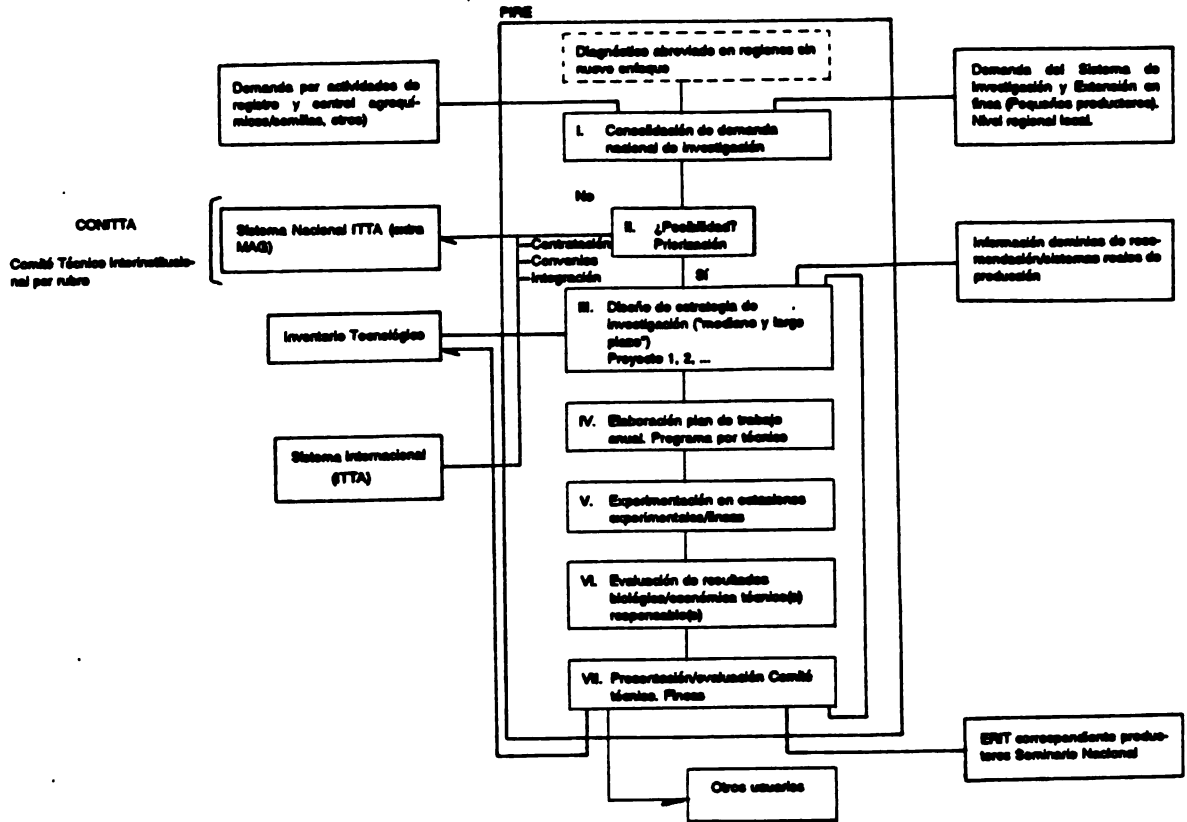 PIRE
Diagnóstico abreviado en regiones sin
nuevo enfoque
Demanda por actividades de
registro y control agroquí-
micos/semillas, otros)
Demanda del Sistema de
Investigación y Extensión en
finca (Pequeños productores).
Nivel regional local.
I. Consolidación de demanda
nacional de investigación
No
CONITTA
Comité Técnico Interinstitucio-
nal por rubro
Sistema Nacional ITTA (extra
MAG)
II. ¿Posibilidad?
Priorización
—Contratación
—Convenios
—Integración
Sí
Información dominios de reco-
mendación/sistemas reales de
producción
III. Diseño de estrategia de
investigación ("mediano y largo
plazo")
Proyecto 1, 2, ...
Inventario Tecnológico
IV. Elaboración plan de trabajo
anual. Programa por técnico
Sistema Internacional
(ITTA)
V. Experimentación en estaciones
experimentales/fincas
VI. Evaluación de resultados
biológica/económica técnico(s)
responsable(s)
VII. Presentación/evaluación Comité
técnico. Fincas
ERIT correspondiente produc-
tores Seminario Nacional
Otros usuarios